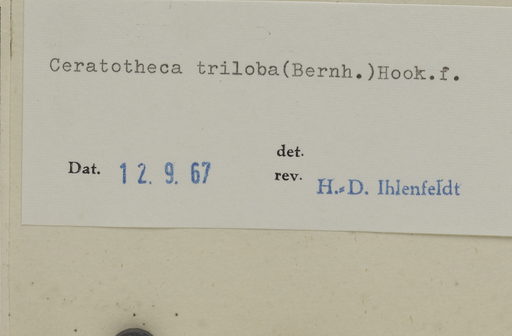 Ceratotheca triloba(Bernh.)Hook.f.
det.
Dat. 12. 9. 67
rev. H.-D. Ihlenfeldt